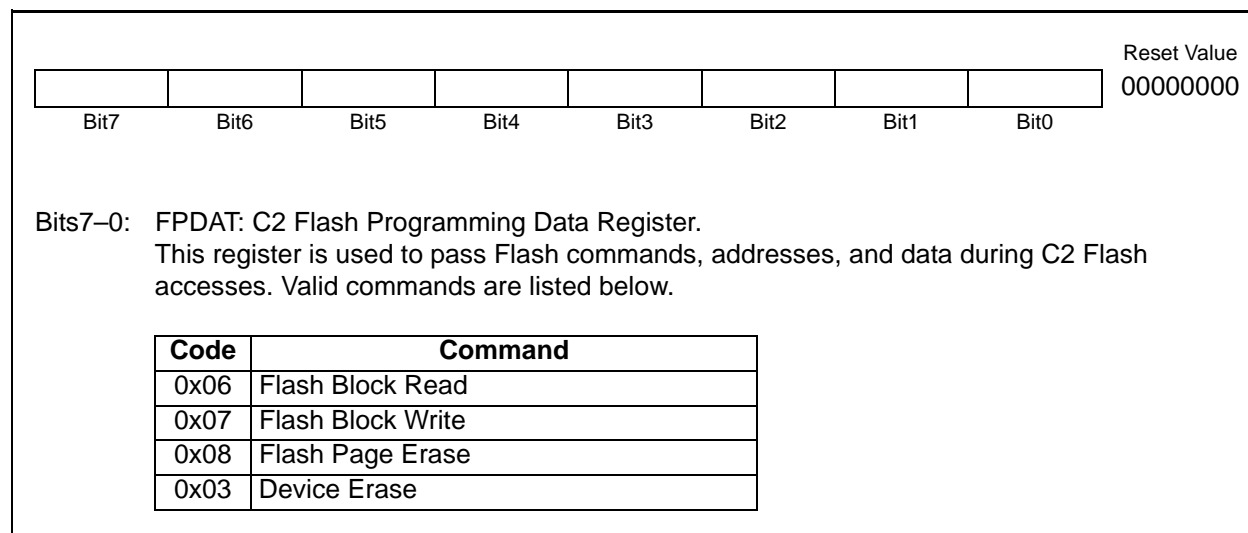 Reset Value
00000000
Bit7 Bit6 Bit5 Bit4 Bit3 Bit2 Bit1 Bit0
Bits7–0: FPDAT: C2 Flash Programming Data Register.
This register is used to pass Flash commands, addresses, and data during C2 Flash
accesses. Valid commands are listed below.
Code Command
0x06 Flash Block Read
0x07 Flash Block Write
0x08 Flash Page Erase
0x03 Device Erase